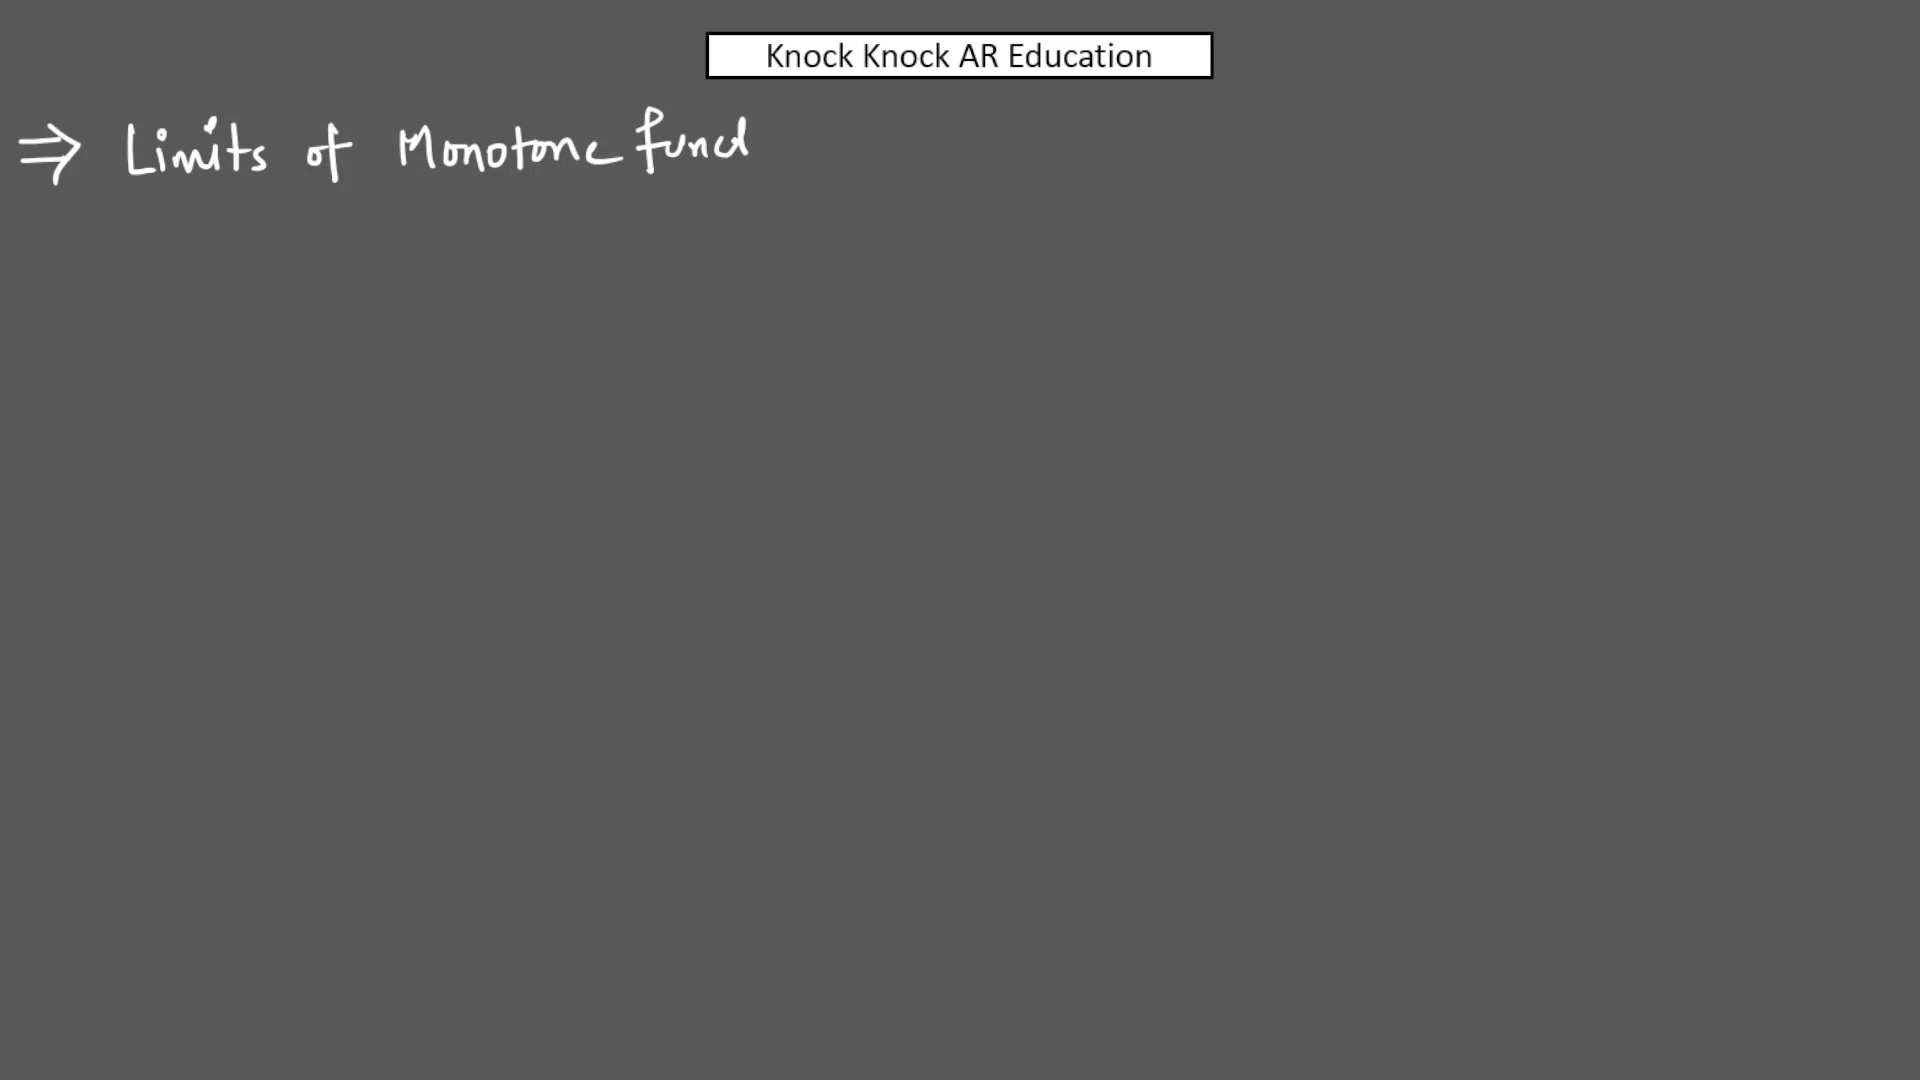 Knock Knock AR Education
⇒ Limits of Monotone func